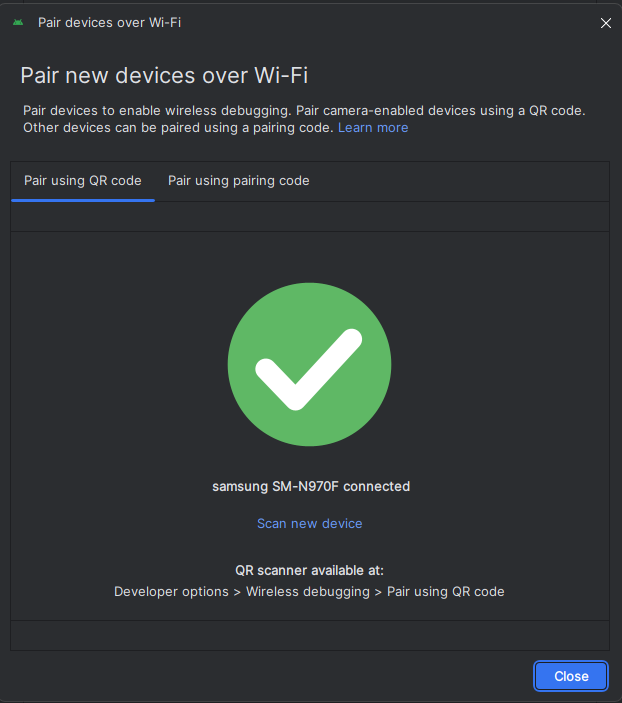 Pair devices over Wi-Fi
Pair new devices over Wi-Fi
Pair devices to enable wireless debugging. Pair camera-enabled devices using a QR code.
Other devices can be paired using a pairing code. Learn more
Pair using QR code
Pair using pairing code
samsung SM-N970F connected
Scan new device
QR scanner available at:
Developer options > Wireless debugging > Pair using QR code
Close